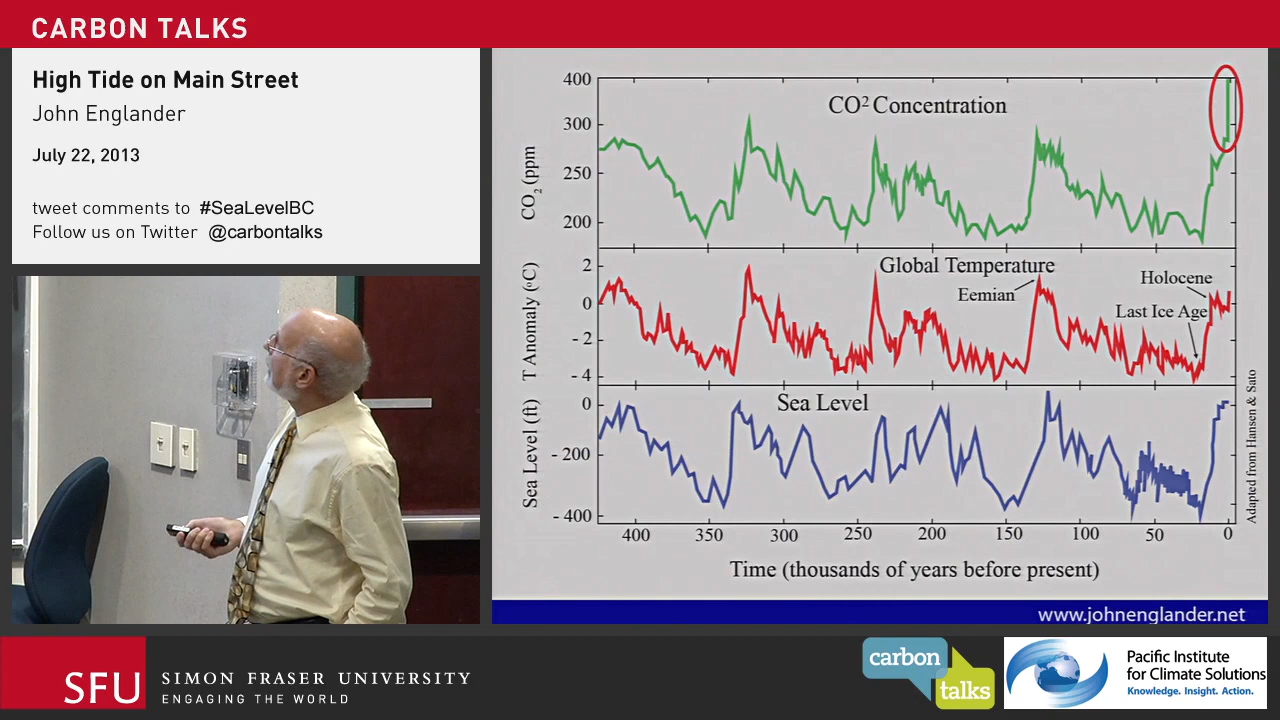 CARBON TALKS
High Tide on Main Street
John Englander
July 22, 2013
tweet comments to #SeaLevelBC
Follow us on Twitter @carbontalks
CO² Concentration
CO₂ (ppm
400
300
250
200
Global Temperature
Eemian
Holocene
Last Ice Age
T Anomaly (ºC)
2
0
- 2
- 4
Sea Level
Sea Level (ft)
0
- 200
- 400
Adapted from Hansen & Sato
400 350 300 250 200 150 100 50 0
Time (thousands of years before present)
www.johnenglander.net
SFU
SIMON FRASER UNIVERSITY
ENGAGING THE WORLD
carbon
talks
Pacific Institute
for Climate Solutions
Knowledge. Insight. Action.